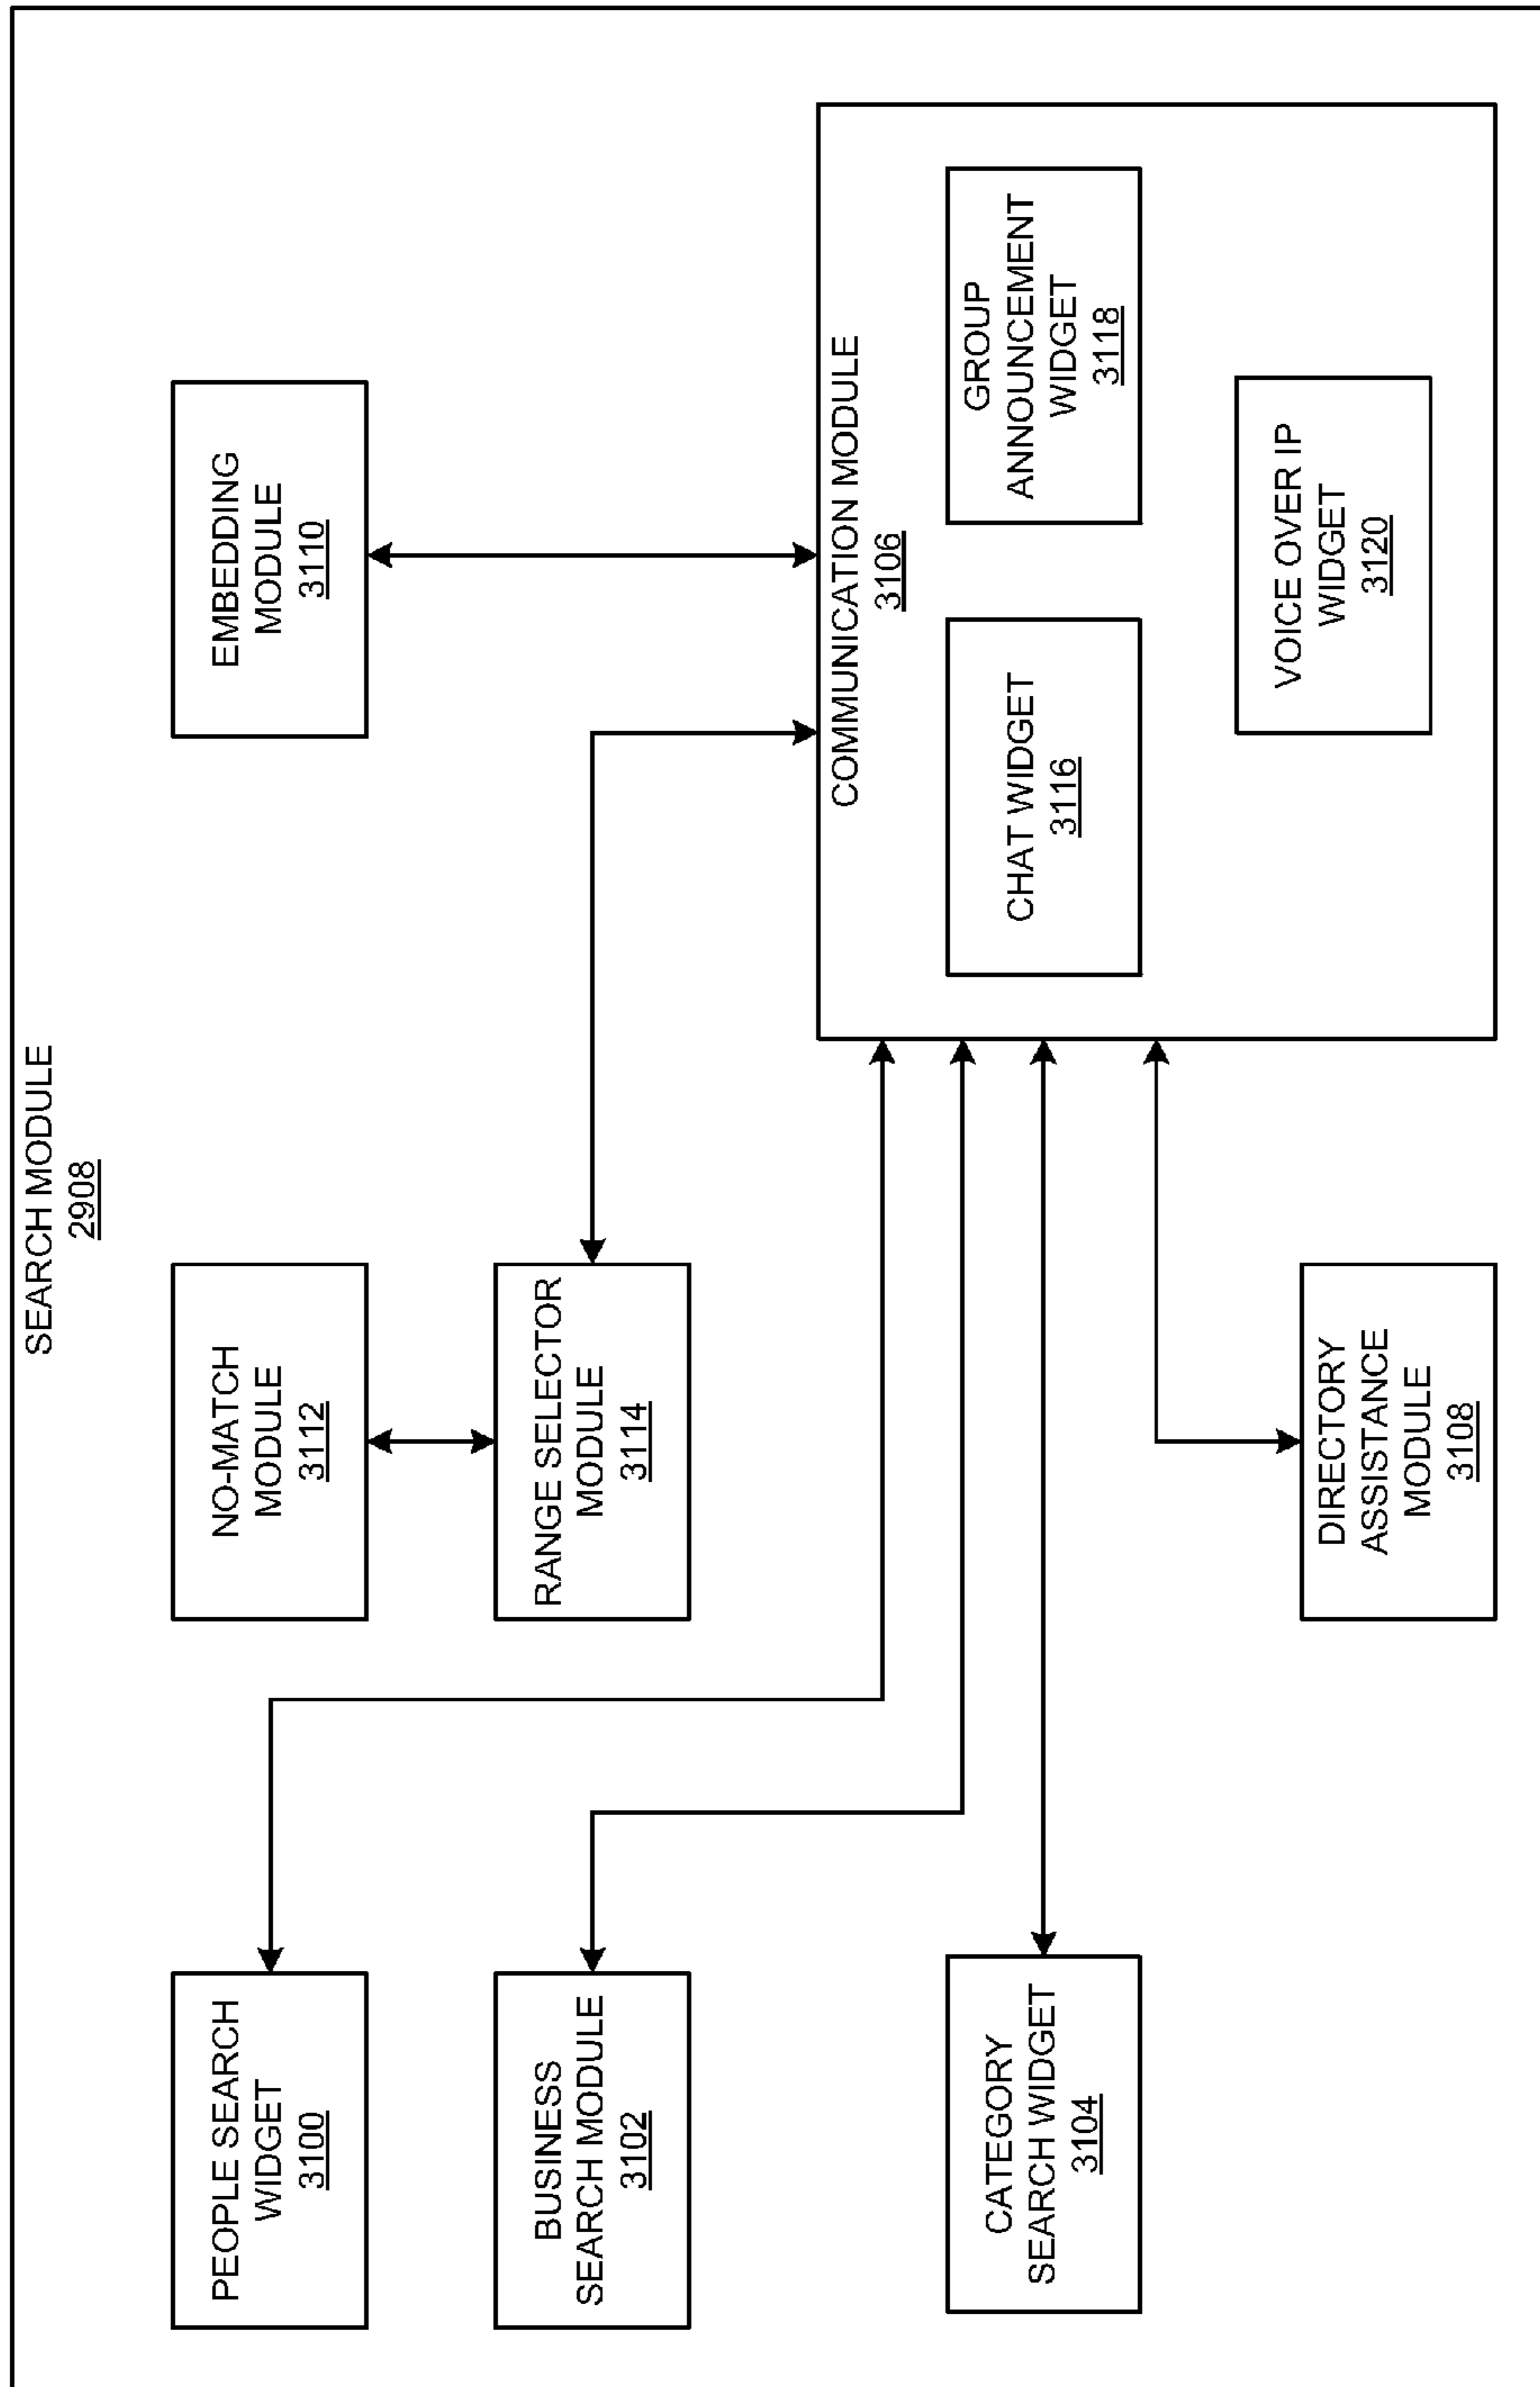 SEARCH MODULE
2908
PEOPLE SEARCH
WIDGET
3100
NO-MATCH
MODULE
3112
EMBEDDING
MODULE
3110
BUSINESS
SEARCH MODULE
3102
RANGE SELECTOR
MODULE
3114
COMMUNICATION MODULE
3106
CATEGORY
SEARCH WIDGET
3104
CHAT WIDGET
3116
GROUP
ANNOUNCEMENT
WIDGET
3118
DIRECTORY
ASSISTANCE
MODULE
3108
VOICE OVER IP
WIDGET
3120